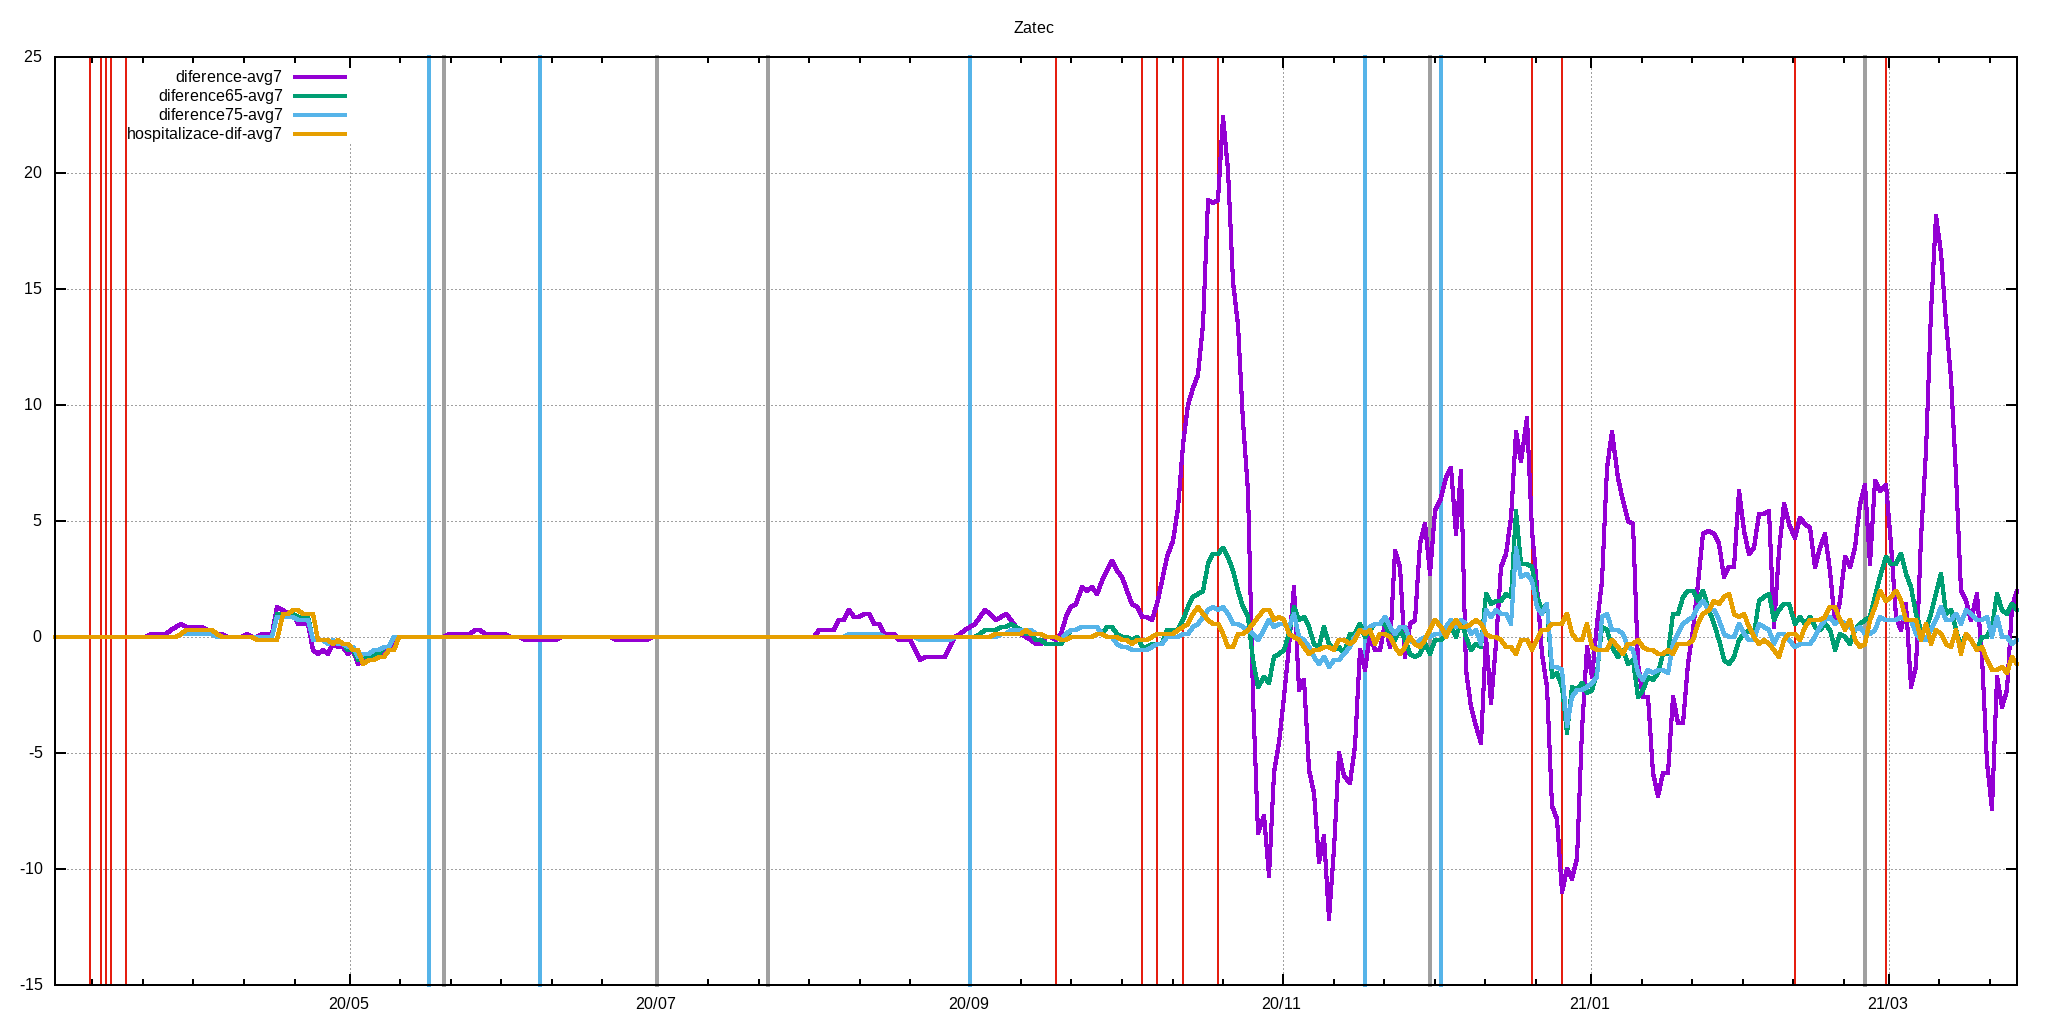 Zatec
25
20
15
10
5
0
-5
-10
-15
diference-avg7
diference65-avg7
diference75-avg7
hospitalizace-dif-avg7
20/05 20/07 20/09 20/11 21/01 21/03